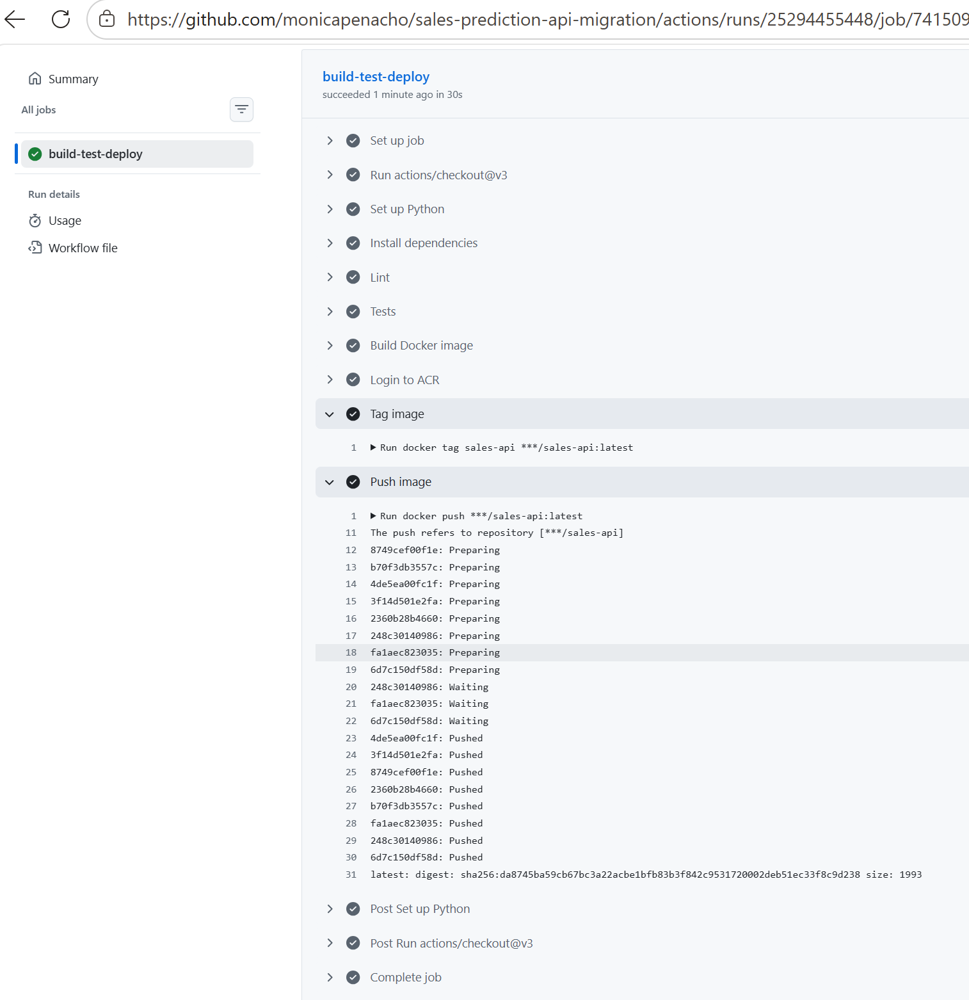 https://github.com/monicapenacho/sales-prediction-api-migration/actions/runs/25294455448/job/741509
Summary
All jobs
build-test-deploy
Run details
Usage
Workflow file
build-test-deploy
succeeded 1 minute ago in 30s
Set up job
Run actions/checkout@v3
Set up Python
Install dependencies
Lint
Tests
Build Docker image
Login to ACR
Tag image
1 Run docker tag sales-api ***/sales-api:latest
Push image
1 Run docker push ***/sales-api:latest
11 The push refers to repository [***/sales-api]
12 8749cef00f1e: Preparing
13 b70f3db3557c: Preparing
14 4de5ea00fc1f: Preparing
15 3f14d501e2fa: Preparing
16 2360b28b4660: Preparing
17 248c30140986: Preparing
18 fa1aec823035: Preparing
19 6d7c150df58d: Preparing
20 248c30140986: Waiting
21 fa1aec823035: Waiting
22 6d7c150df58d: Waiting
23 4de5ea00fc1f: Pushed
24 3f14d501e2fa: Pushed
25 8749cef00f1e: Pushed
26 2360b28b4660: Pushed
27 b70f3db3557c: Pushed
28 fa1aec823035: Pushed
29 248c30140986: Pushed
30 6d7c150df58d: Pushed
31 latest: digest: sha256:da8745ba59cb67bc3a22acbe1bfb83b3f842c9531720002deb51ec33f8c9d238 size: 1993
Post Set up Python
Post Run actions/checkout@v3
Complete job